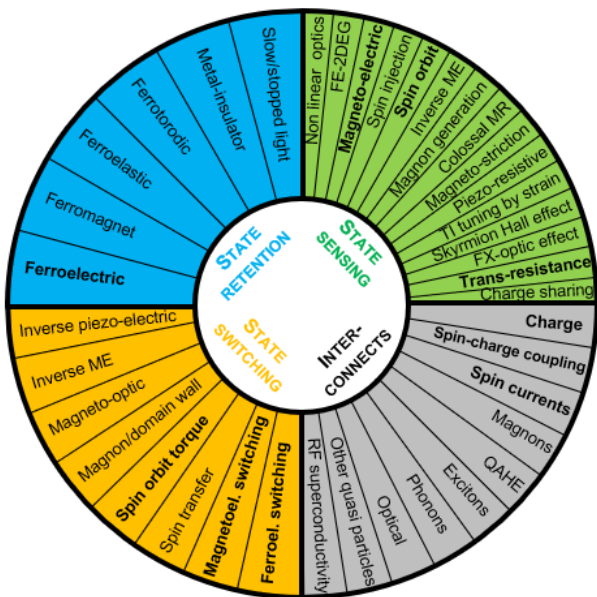 Slow/stopped light
Metal-insulator
Ferrotorodic
Ferroelastic
Ferromagnet
Ferroelectric
STATE
RETENTION
Non linear optics
FE-2DEG
Magneto-electric
Spin injection
Spin orbit
Inverse ME
Magnon generation
Colossal MR
Magneto-striction
Piezo-resistive
TI tuning by strain
Skyrmion Hall effect
FX-optic effect
Trans-resistance
Charge sharing
STATE
SENSING
Inverse piezo-electric
Inverse ME
Magneto-optic
Magnon/domain wall
Spin orbit torque
Spin transfer
Magnetoel. switching
Ferroel. switching
STATE
SWITCHING
Charge
Spin-charge coupling
Spin currents
Magnons
QAHE
Excitons
Phonons
Optical
Other quasi particles
RF superconductivity
INTER-
CONNECTS